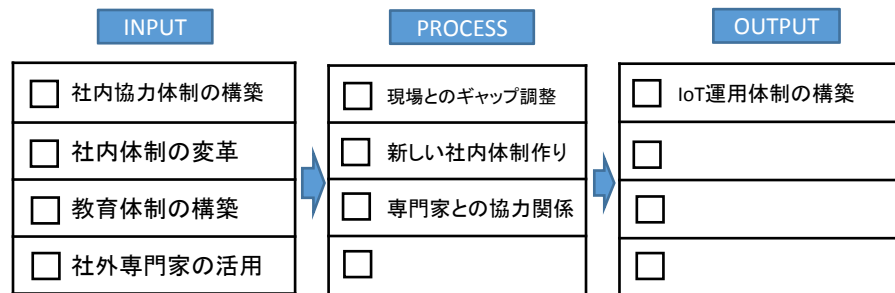 INPUT
PROCESS
OUTPUT
社内協力体制の構築
社内体制の変革
教育体制の構築
社外専門家の活用
現場とのギャップ調整
新しい社内体制作り
専門家との協力関係
IoT運用体制の構築